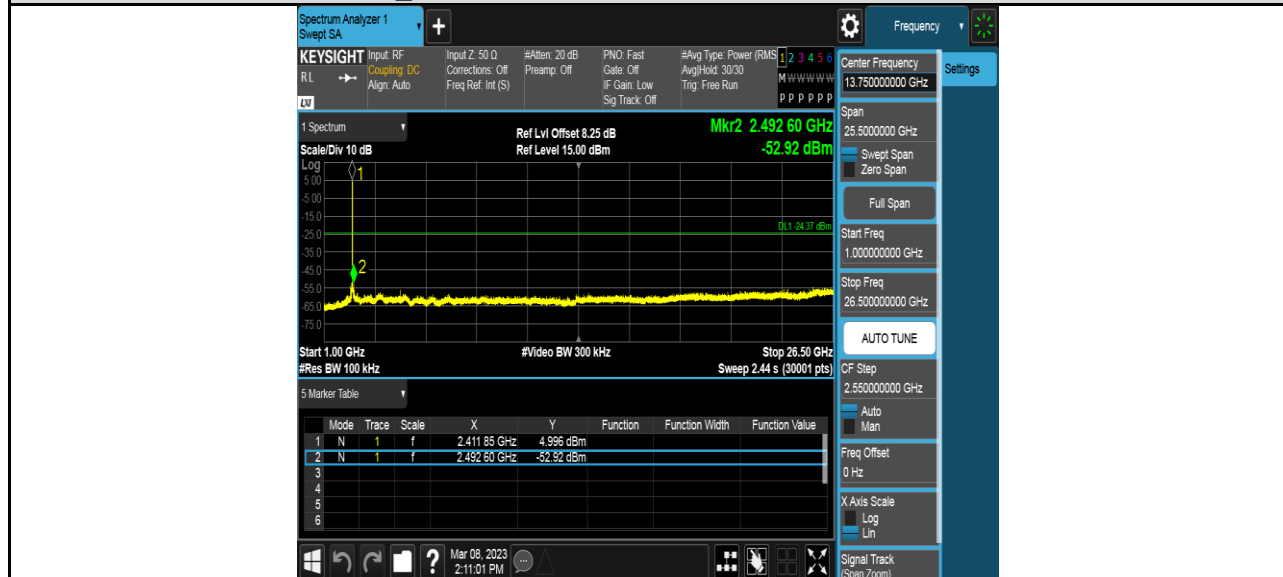 Spectrum Analyzer 1
Swept SA
+
Frequency
KEYSIGHT
RL
LXI
Input: RF
Coupling: DC
Align: Auto
Input Z: 50 Ω
Corrections: Off
Freq Ref: Int (S)
#Atten: 20 dB
Preamp: Off
PNO: Fast
Gate: Off
IF Gain: Low
Sig Track: Off
#Avg Type: Power (RMS
Avg|Hold: 30/30
Trig: Free Run
1 2 3 4 5 6
M W W W W W
P P P P P P
1 Spectrum
Scale/Div 10 dB
Ref Lvl Offset 8.25 dB
Ref Level 15.00 dBm
Mkr2 2.492 60 GHz
-52.92 dBm
Log
5.00
-5.00
-15.0
-25.0
-35.0
-45.0
-55.0
-65.0
-75.0
1
2
DL1 -24.37 dBm
Start 1.00 GHz
#Video BW 300 kHz
Stop 26.50 GHz
#Res BW 100 kHz
Sweep 2.44 s (30001 pts)
5 Marker Table
Mode Trace Scale X Y Function Function Width Function Value
1 N 1 f 2.411 85 GHz 4.996 dBm
2 N 1 f 2.492 60 GHz -52.92 dBm
3
4
5
6
?
Mar 08, 2023
2:11:01 PM
Center Frequency
13.750000000 GHz
Settings
Span
25.5000000 GHz
Swept Span
Zero Span
Full Span
Start Freq
1.000000000 GHz
Stop Freq
26.500000000 GHz
AUTO TUNE
CF Step
2.550000000 GHz
Auto
Man
Freq Offset
0 Hz
X Axis Scale
Log
Lin
Signal Track
(Span Zoom)